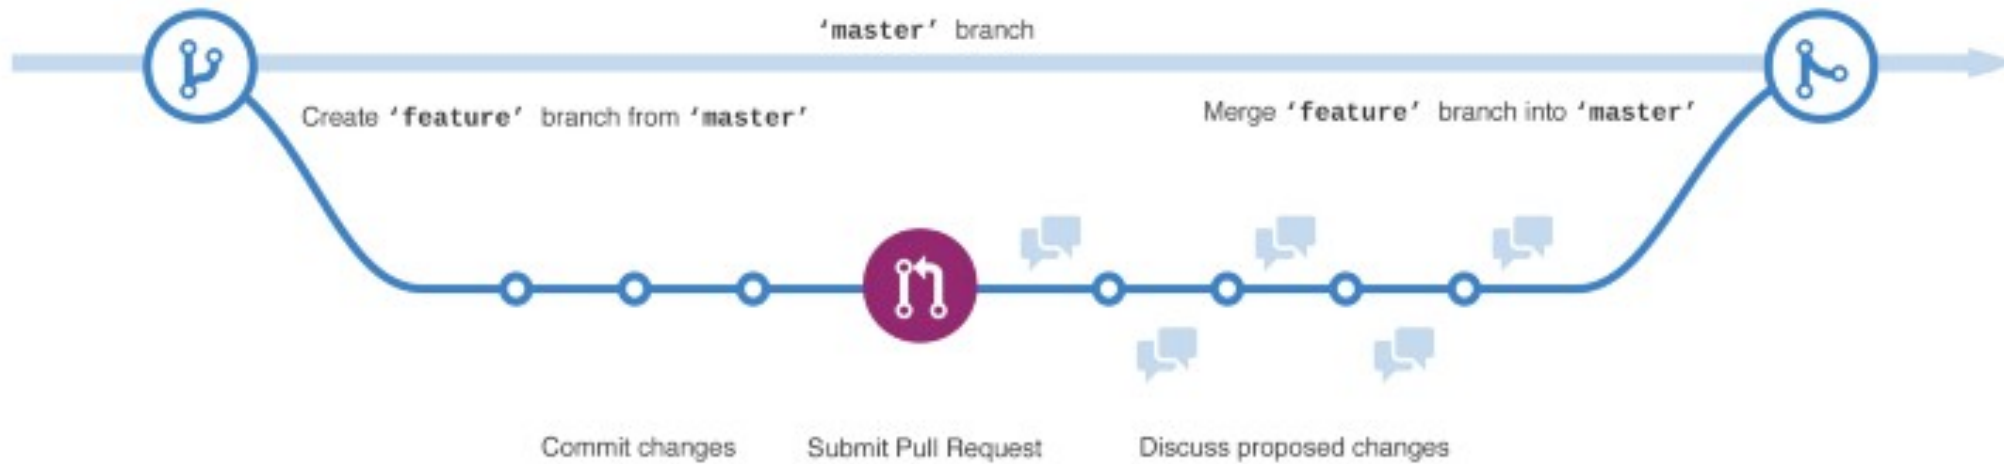 ‘master’ branch
Create ‘feature’ branch from ‘master’
Merge ‘feature’ branch into ‘master’
Commit changes
Submit Pull Request
Discuss proposed changes